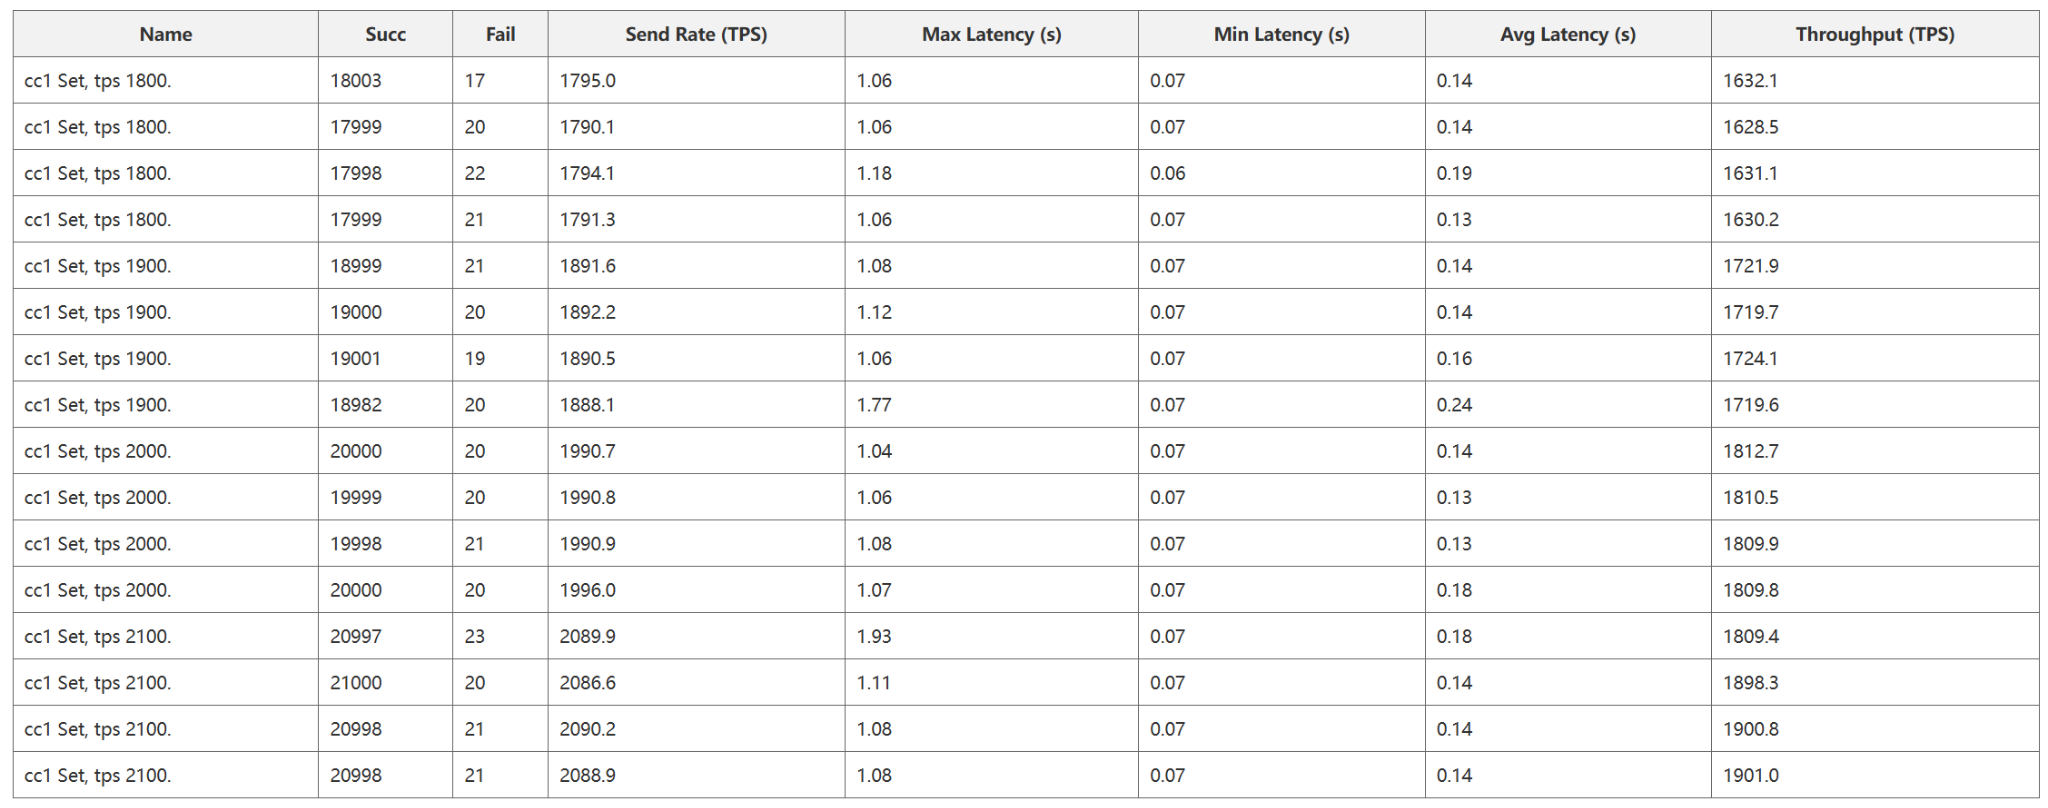 Name Succ Fail Send Rate (TPS) Max Latency (s) Min Latency (s) Avg Latency (s) Throughput (TPS)
cc1 Set, tps 1800. 18003 17 1795.0 1.06 0.07 0.14 1632.1
cc1 Set, tps 1800. 17999 20 1790.1 1.06 0.07 0.14 1628.5
cc1 Set, tps 1800. 17998 22 1794.1 1.18 0.06 0.19 1631.1
cc1 Set, tps 1800. 17999 21 1791.3 1.06 0.07 0.13 1630.2
cc1 Set, tps 1900. 18999 21 1891.6 1.08 0.07 0.14 1721.9
cc1 Set, tps 1900. 19000 20 1892.2 1.12 0.07 0.14 1719.7
cc1 Set, tps 1900. 19001 19 1890.5 1.06 0.07 0.16 1724.1
cc1 Set, tps 1900. 18982 20 1888.1 1.77 0.07 0.24 1719.6
cc1 Set, tps 2000. 20000 20 1990.7 1.04 0.07 0.14 1812.7
cc1 Set, tps 2000. 19999 20 1990.8 1.06 0.07 0.13 1810.5
cc1 Set, tps 2000. 19998 21 1990.9 1.08 0.07 0.13 1809.9
cc1 Set, tps 2000. 20000 20 1996.0 1.07 0.07 0.18 1809.8
cc1 Set, tps 2100. 20997 23 2089.9 1.93 0.07 0.18 1809.4
cc1 Set, tps 2100. 21000 20 2086.6 1.11 0.07 0.14 1898.3
cc1 Set, tps 2100. 20998 21 2090.2 1.08 0.07 0.14 1900.8
cc1 Set, tps 2100. 20998 21 2088.9 1.08 0.07 0.14 1901.0